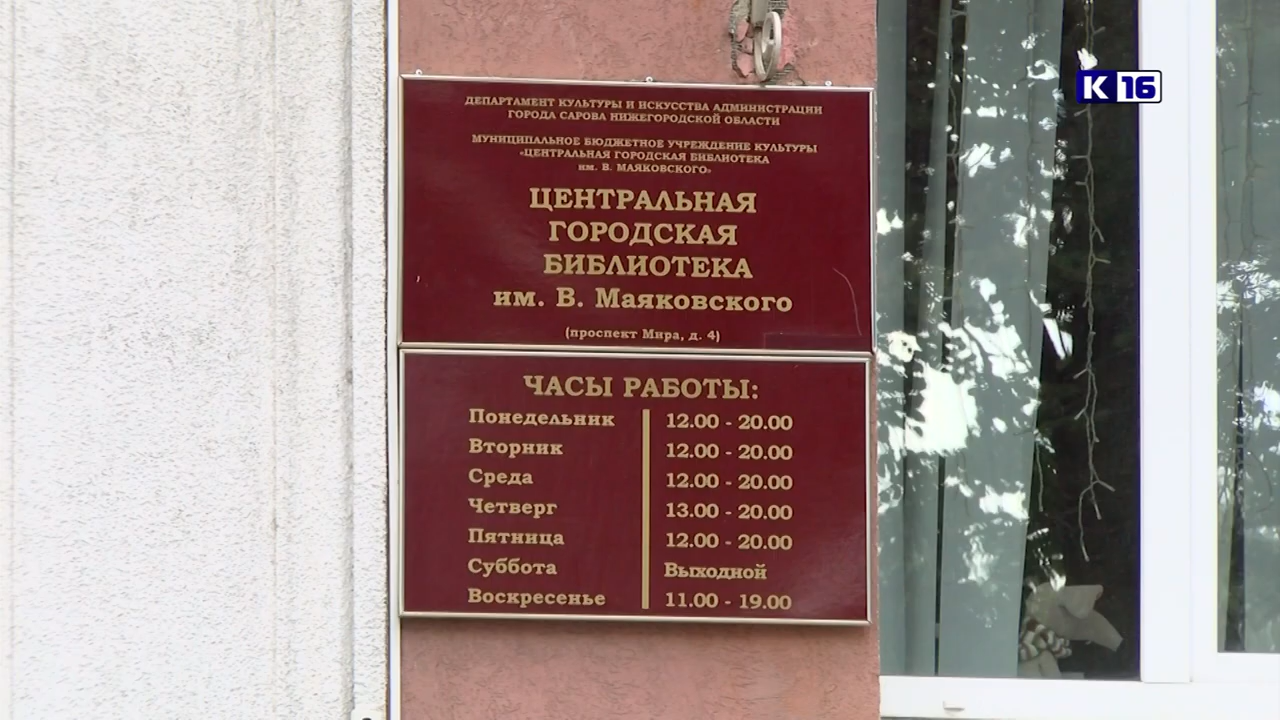 К 16
ДЕПАРТАМЕНТ КУЛЬТУРЫ И ИСКУССТВА АДМИНИСТРАЦИИ
ГОРОДА САРОВА НИЖЕГОРОДСКОЙ ОБЛАСТИ
МУНИЦИПАЛЬНОЕ БЮДЖЕТНОЕ УЧРЕЖДЕНИЕ КУЛЬТУРЫ
«ЦЕНТРАЛЬНАЯ ГОРОДСКАЯ БИБЛИОТЕКА
им. В. МАЯКОВСКОГО»
ЦЕНТРАЛЬНАЯ
ГОРОДСКАЯ
БИБЛИОТЕКА
им. В. Маяковского
(проспект Мира, д. 4)
ЧАСЫ РАБОТЫ:
Понедельник 12.00 - 20.00
Вторник 12.00 - 20.00
Среда 12.00 - 20.00
Четверг 13.00 - 20.00
Пятница 12.00 - 20.00
Суббота Выходной
Воскресенье 11.00 - 19.00